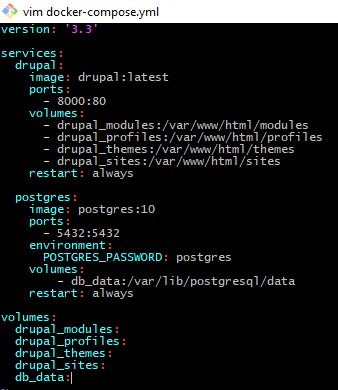 vim docker-compose.yml
version: '3.3'
services:
drupal:
image: drupal:latest
ports:
- 8000:80
volumes:
- drupal_modules:/var/www/html/modules
- drupal_profiles:/var/www/html/profiles
- drupal_themes:/var/www/html/themes
- drupal_sites:/var/www/html/sites
restart: always
postgres:
image: postgres:10
ports:
- 5432:5432
environment:
POSTGRES_PASSWORD: postgres
volumes:
- db_data:/var/lib/postgresql/data
restart: always
volumes:
drupal_modules:
drupal_profiles:
drupal_themes:
drupal_sites:
db_data: